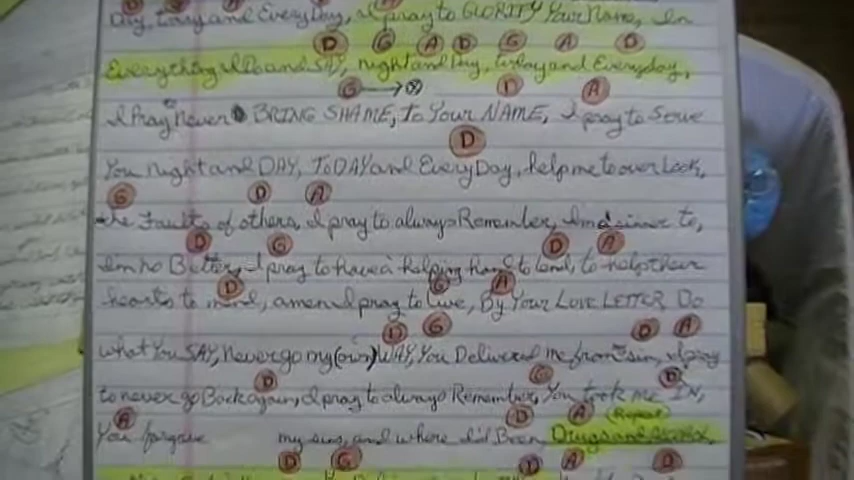 Day, Today and EveryDay, I pray to GLORIFY Your Name, In
D G A D G A D
Everything I Do and SAY, night and Day, today and Everyday,
G D A
I Pray never BRING SHAME, To Your NAME, I pray to Serve
D
You Night and DAY, TODAY and EveryDay, help me to over Look,
G D A
the Faults of others, I pray to always Remember, Im a sinner to,
D G D A
Im no Better, I pray to have a helping hand to lend, to help their
D G A
hearts to mend, amen I pray to Live, By Your LOVE LETTER, Do
D G D A
what You SAY, Never go my (own) WAY, You Delivered me from sin, I pray
D G D
to never go Back again, I pray to always Remember, You took me IN,
A D A (Repeat)
You forgave my sins, and where I'd Been Drugs and alcohol,
D G D A D